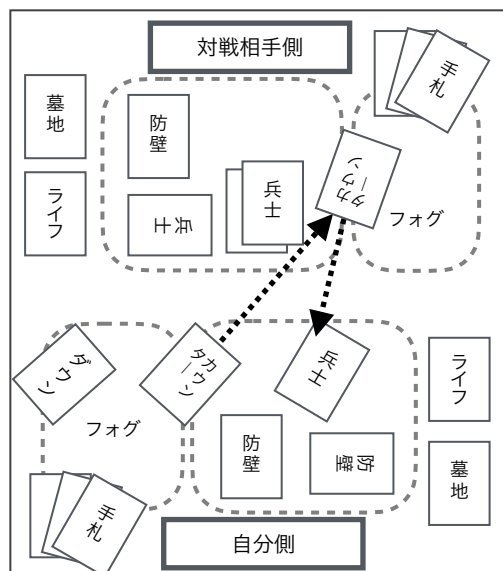 対戦相手側
手札
墓地
防壁
ライフ
兵士
兵士
カウンター
フォグ
ダウン
カウンター
兵士
フォグ
防壁
防壁
ライフ
墓地
手札
自分側